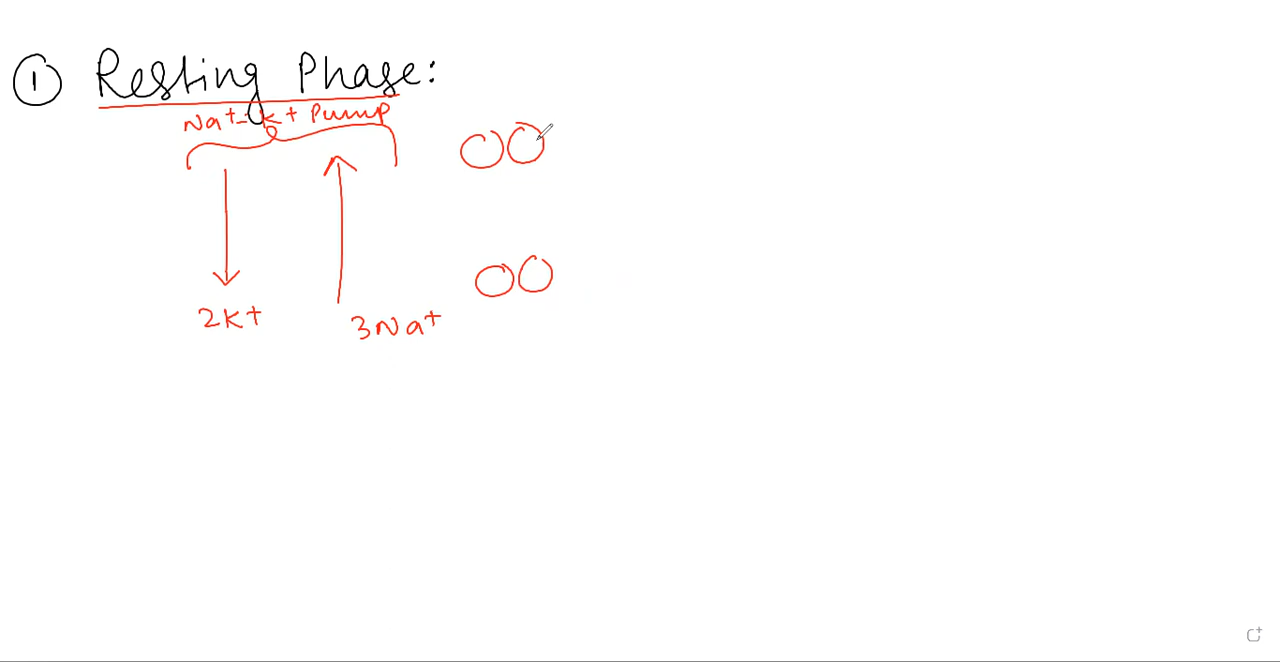 ① Resting Phase:
Na+-K+ Pump
2K+
3Na+